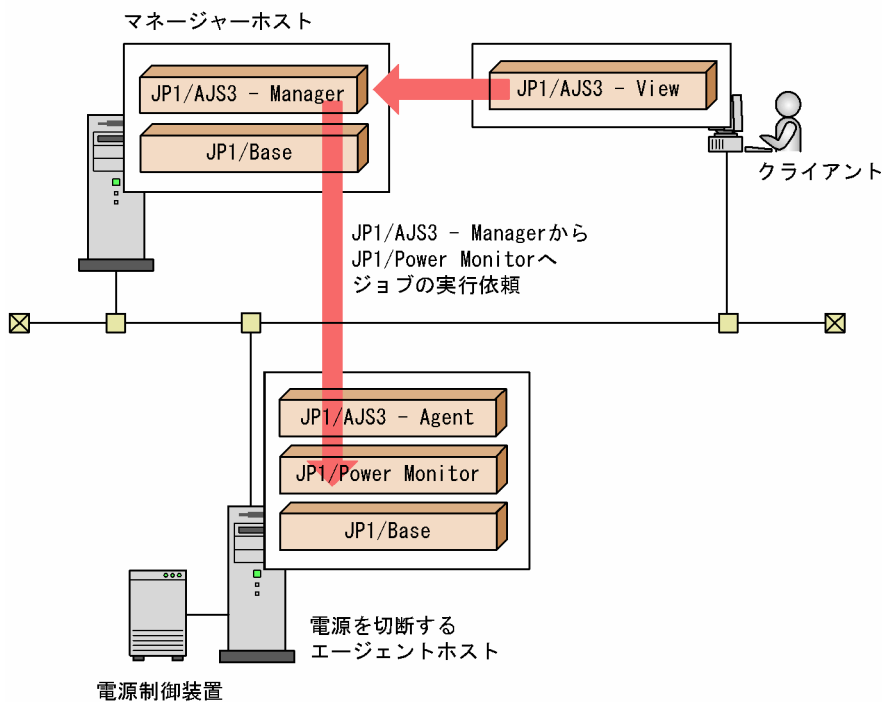 マネージャーホスト
JP1/AJS3 - Manager
JP1/Base
JP1/AJS3 - View
クライアント
JP1/AJS3 - Managerから
JP1/Power Monitorへ
ジョブの実行依頼
JP1/AJS3 - Agent
JP1/Power Monitor
JP1/Base
電源を切断する
エージェントホスト
電源制御装置